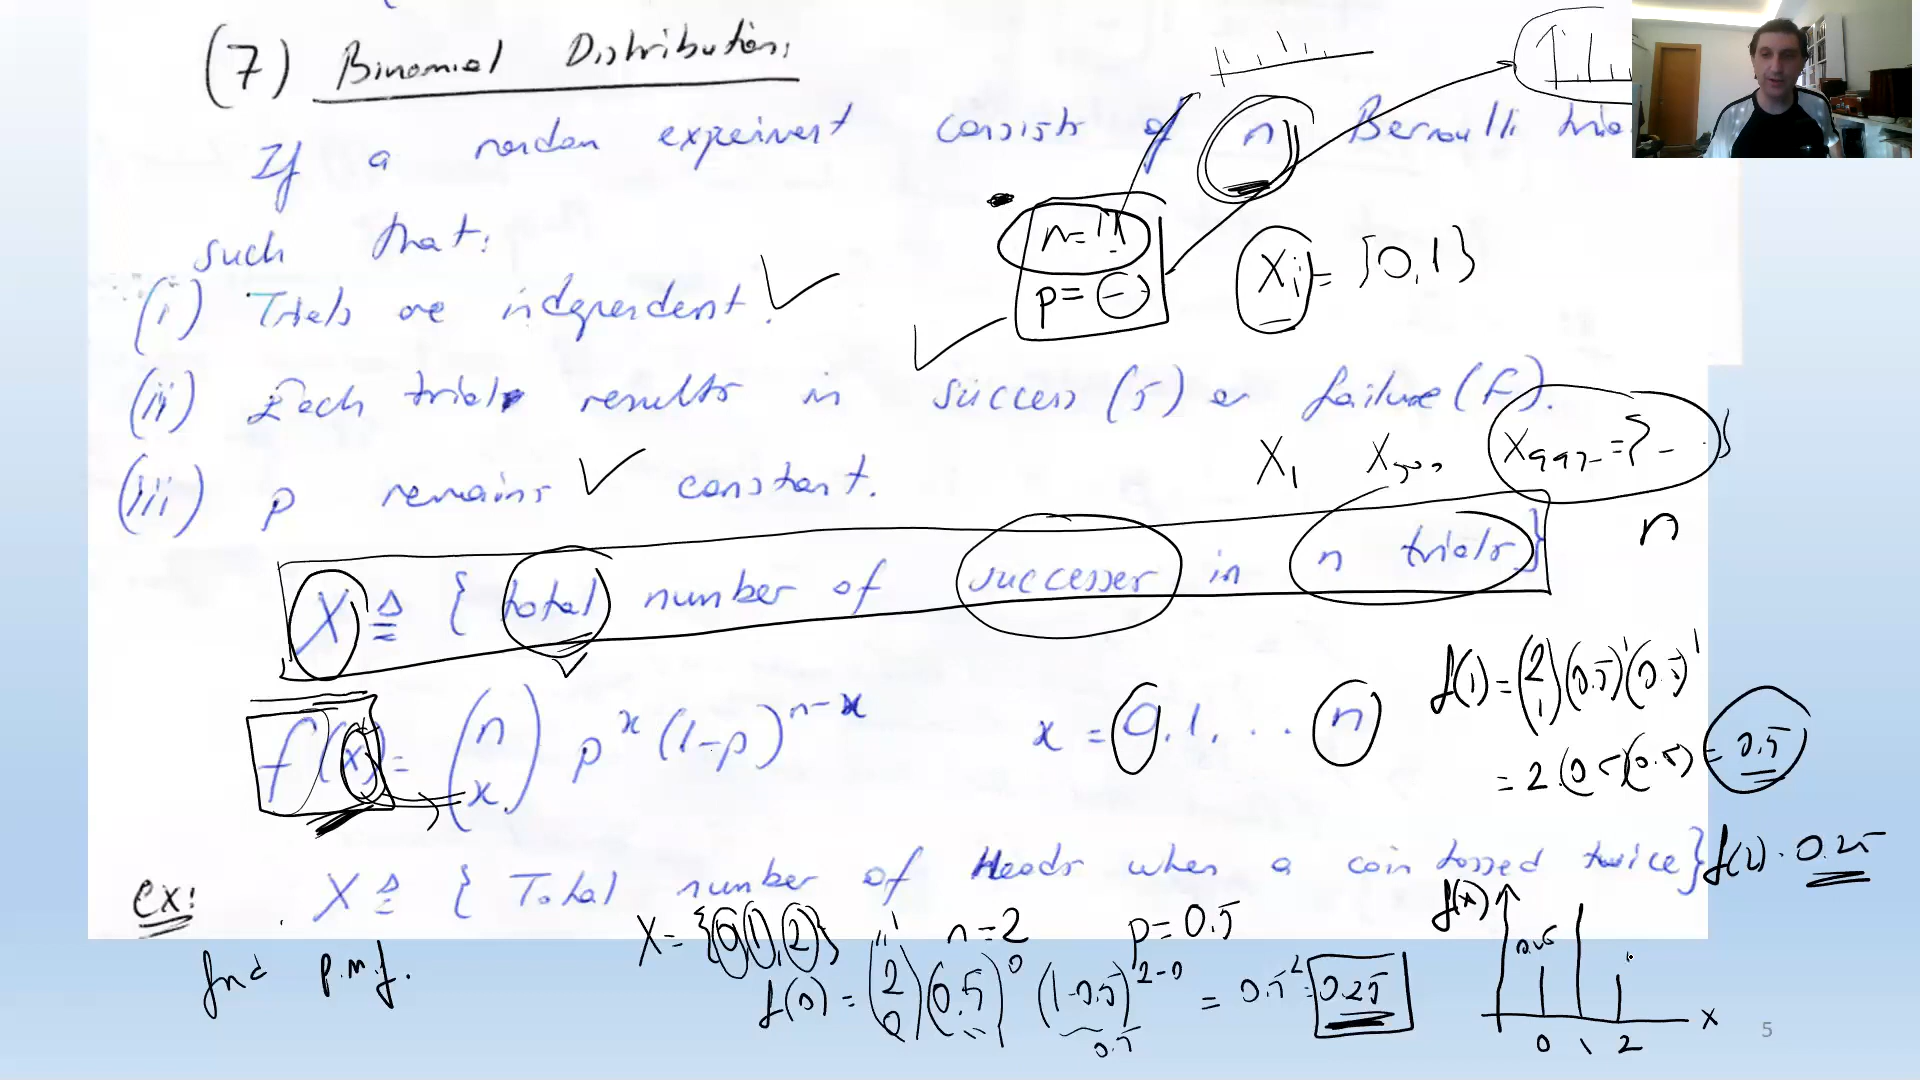 (7) Binomial Distribution:
If a random experiment consists of n Bernoulli
such that:
n=1
p=
Xi = {0,1}
(i) Trials are independent.
(ii) Each trial results in success (s) or failure (F).
X1
(iii) p remains constant.
n
X ≜ { total number of successes in n trials }
f(x) = (n x) p^x (1-p)^{n-x} x = 0, 1, ... n
f(1) = (2 1)(0.5)^1(0.5)^1
= 2(0.5)(0.5) = 0.5
ex: X ≜ { Total number of Heads when a coin tossed twice}
f(2) = 0.25
find p.m.f.
X = {0,1,2} n=2 p=0.5
f(0) = (2 0)(0.5)^0 (1-0.5)^{2-0} = 0.5^2 = 0.25
1
0.5
f(x)
0.25
0 1 2 x
5